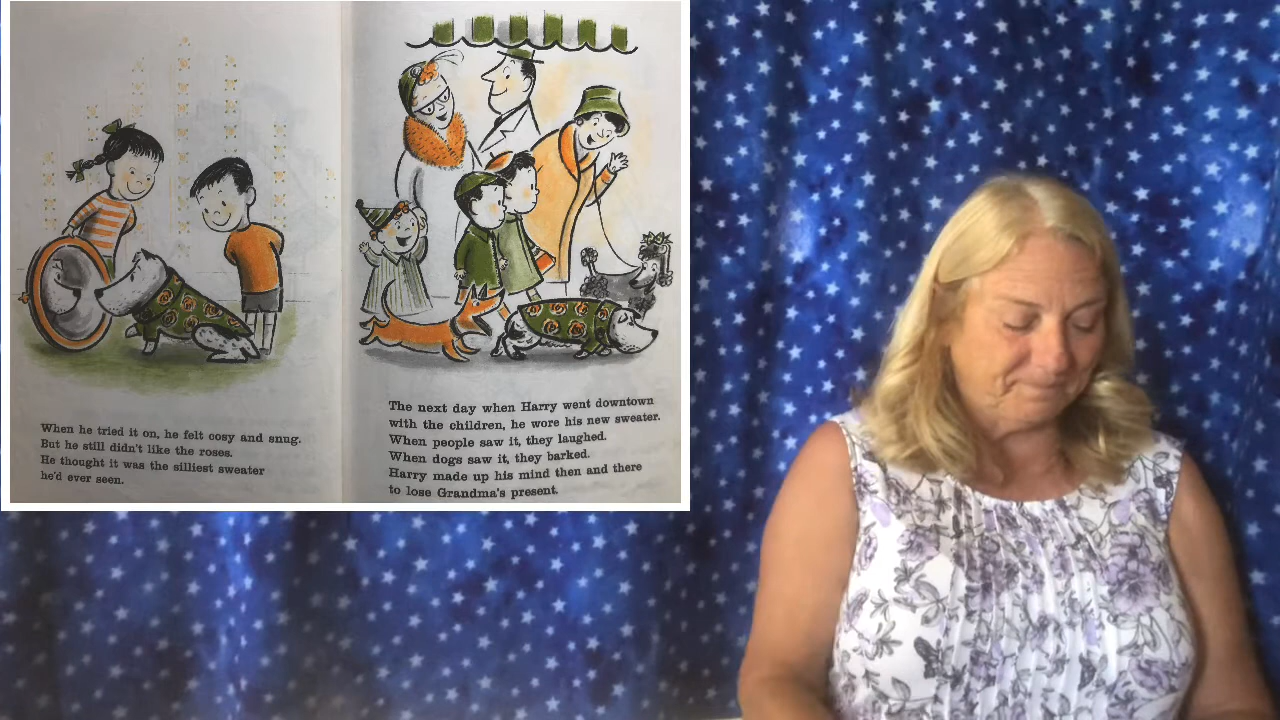 When he tried it on, he felt cosy and snug.
But he still didn't like the roses.
He thought it was the silliest sweater
he'd ever seen.
The next day when Harry went downtown
with the children, he wore his new sweater.
When people saw it, they laughed.
When dogs saw it, they barked.
Harry made up his mind then and there
to lose Grandma's present.